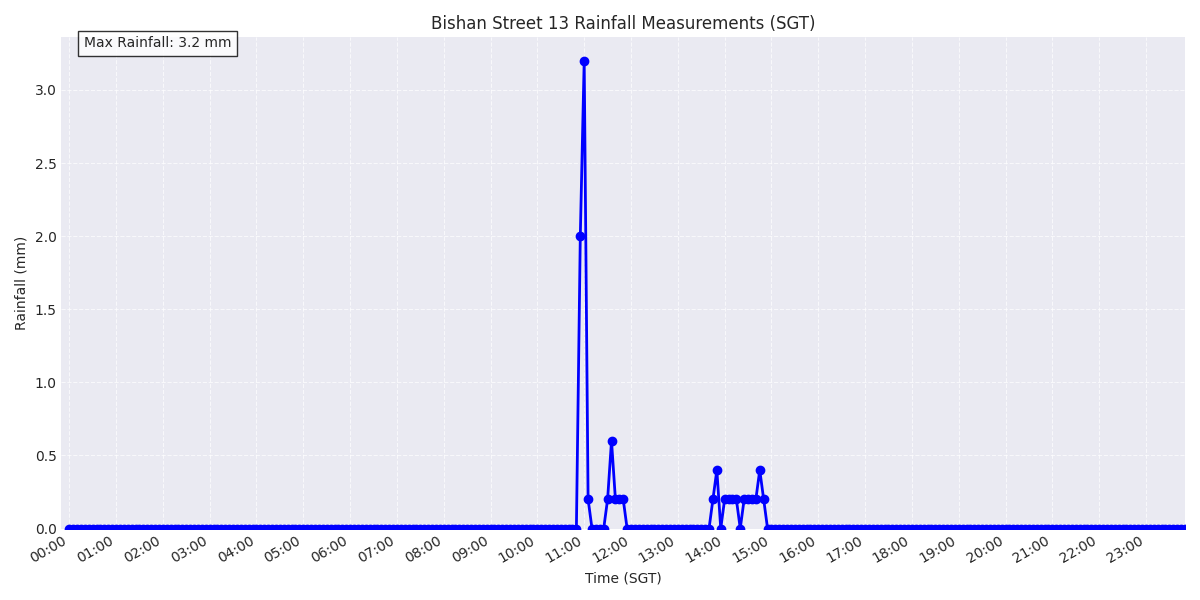 Bishan Street 13 Rainfall Measurements (SGT)
Max Rainfall: 3.2 mm
3.0
2.5
2.0
1.5
1.0
0.5
0.0
Rainfall (mm)
00:00 01:00 02:00 03:00 04:00 05:00 06:00 07:00 08:00 09:00 10:00 11:00 12:00 13:00 14:00 15:00 16:00 17:00 18:00 19:00 20:00 21:00 22:00 23:00
Time (SGT)